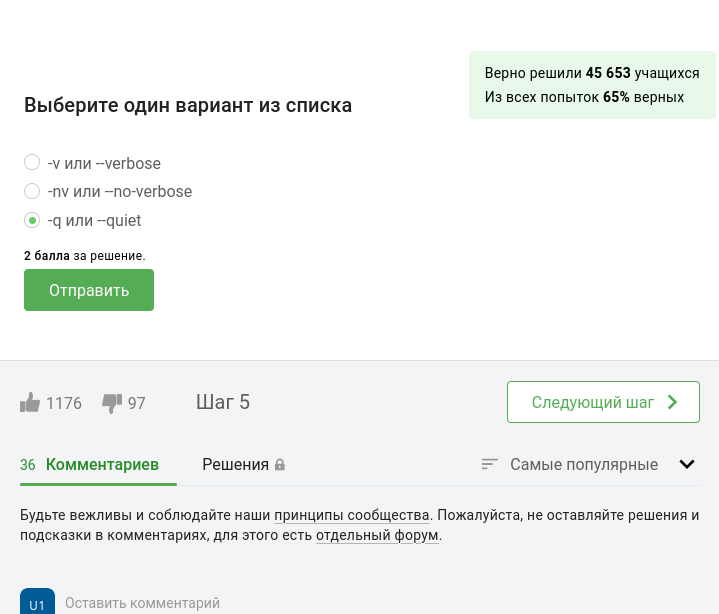 Верно решили 45 653 учащихся
Из всех попыток 65% верных
Выберите один вариант из списка
-v или --verbose
-nv или --no-verbose
-q или --quiet
2 балла за решение.
Отправить
1176 97 Шаг 5 Следующий шаг
36 Комментариев Решения Самые популярные
Будьте вежливы и соблюдайте наши принципы сообщества. Пожалуйста, не оставляйте решения и
подсказки в комментариях, для этого есть отдельный форум.
U1 Оставить комментарий